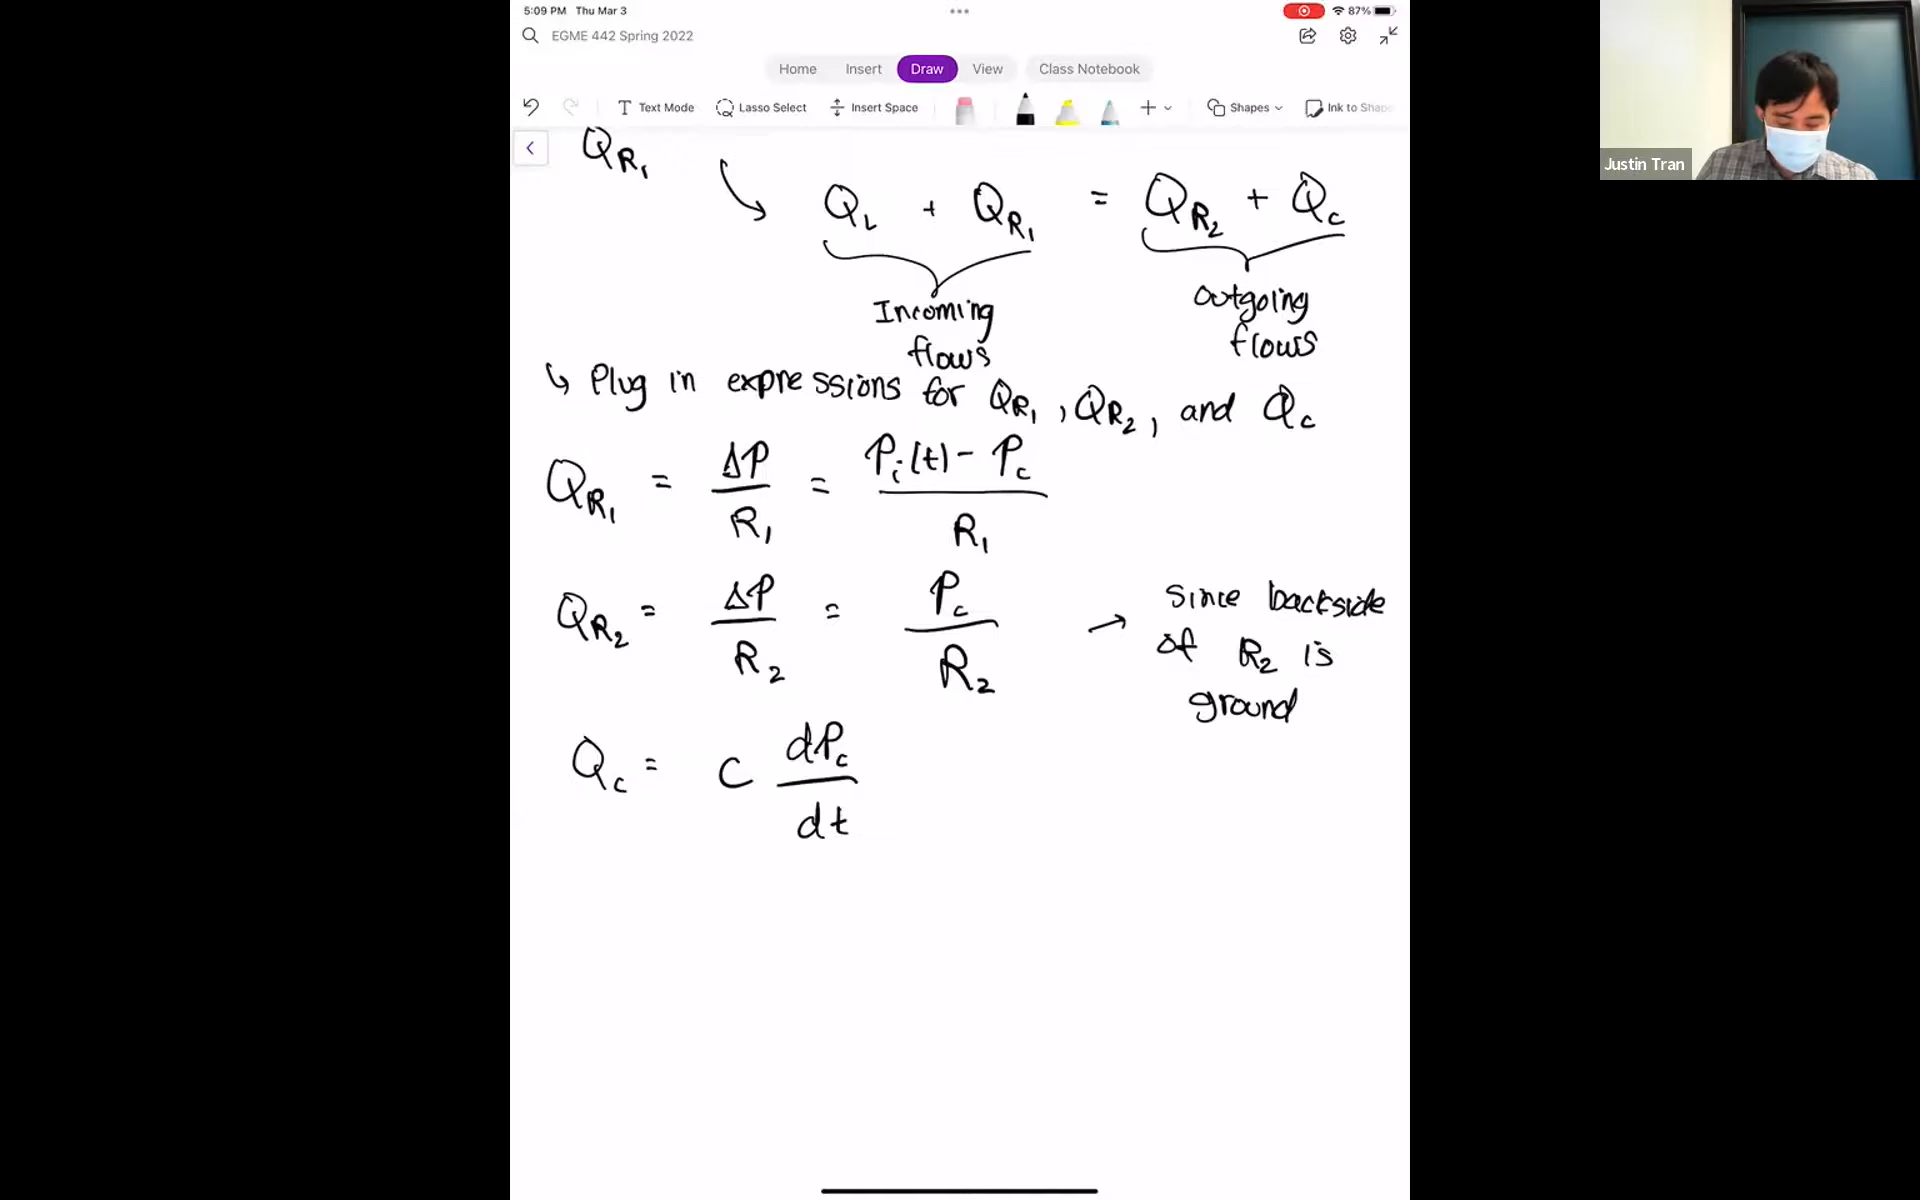 5:09 PM Thu Mar 3
87%
EGME 442 Spring 2022
Home Insert Draw View Class Notebook
Text Mode Lasso Select Insert Space Shapes Ink to Shape
Q_R₁
Q_L + Q_R₁ = Q_R₂ + Q_c
Incoming flows
Outgoing flows
↳ Plug in expressions for Q_R₁, Q_R₂, and Q_c
Q_R₁ = ΔP/R₁ = (P_i(t) - P_c)/R₁
Q_R₂ = ΔP/R₂ = P_c/R₂ → Since backside of R₂ is ground
Q_c = C dP_c/dt
Justin Tran